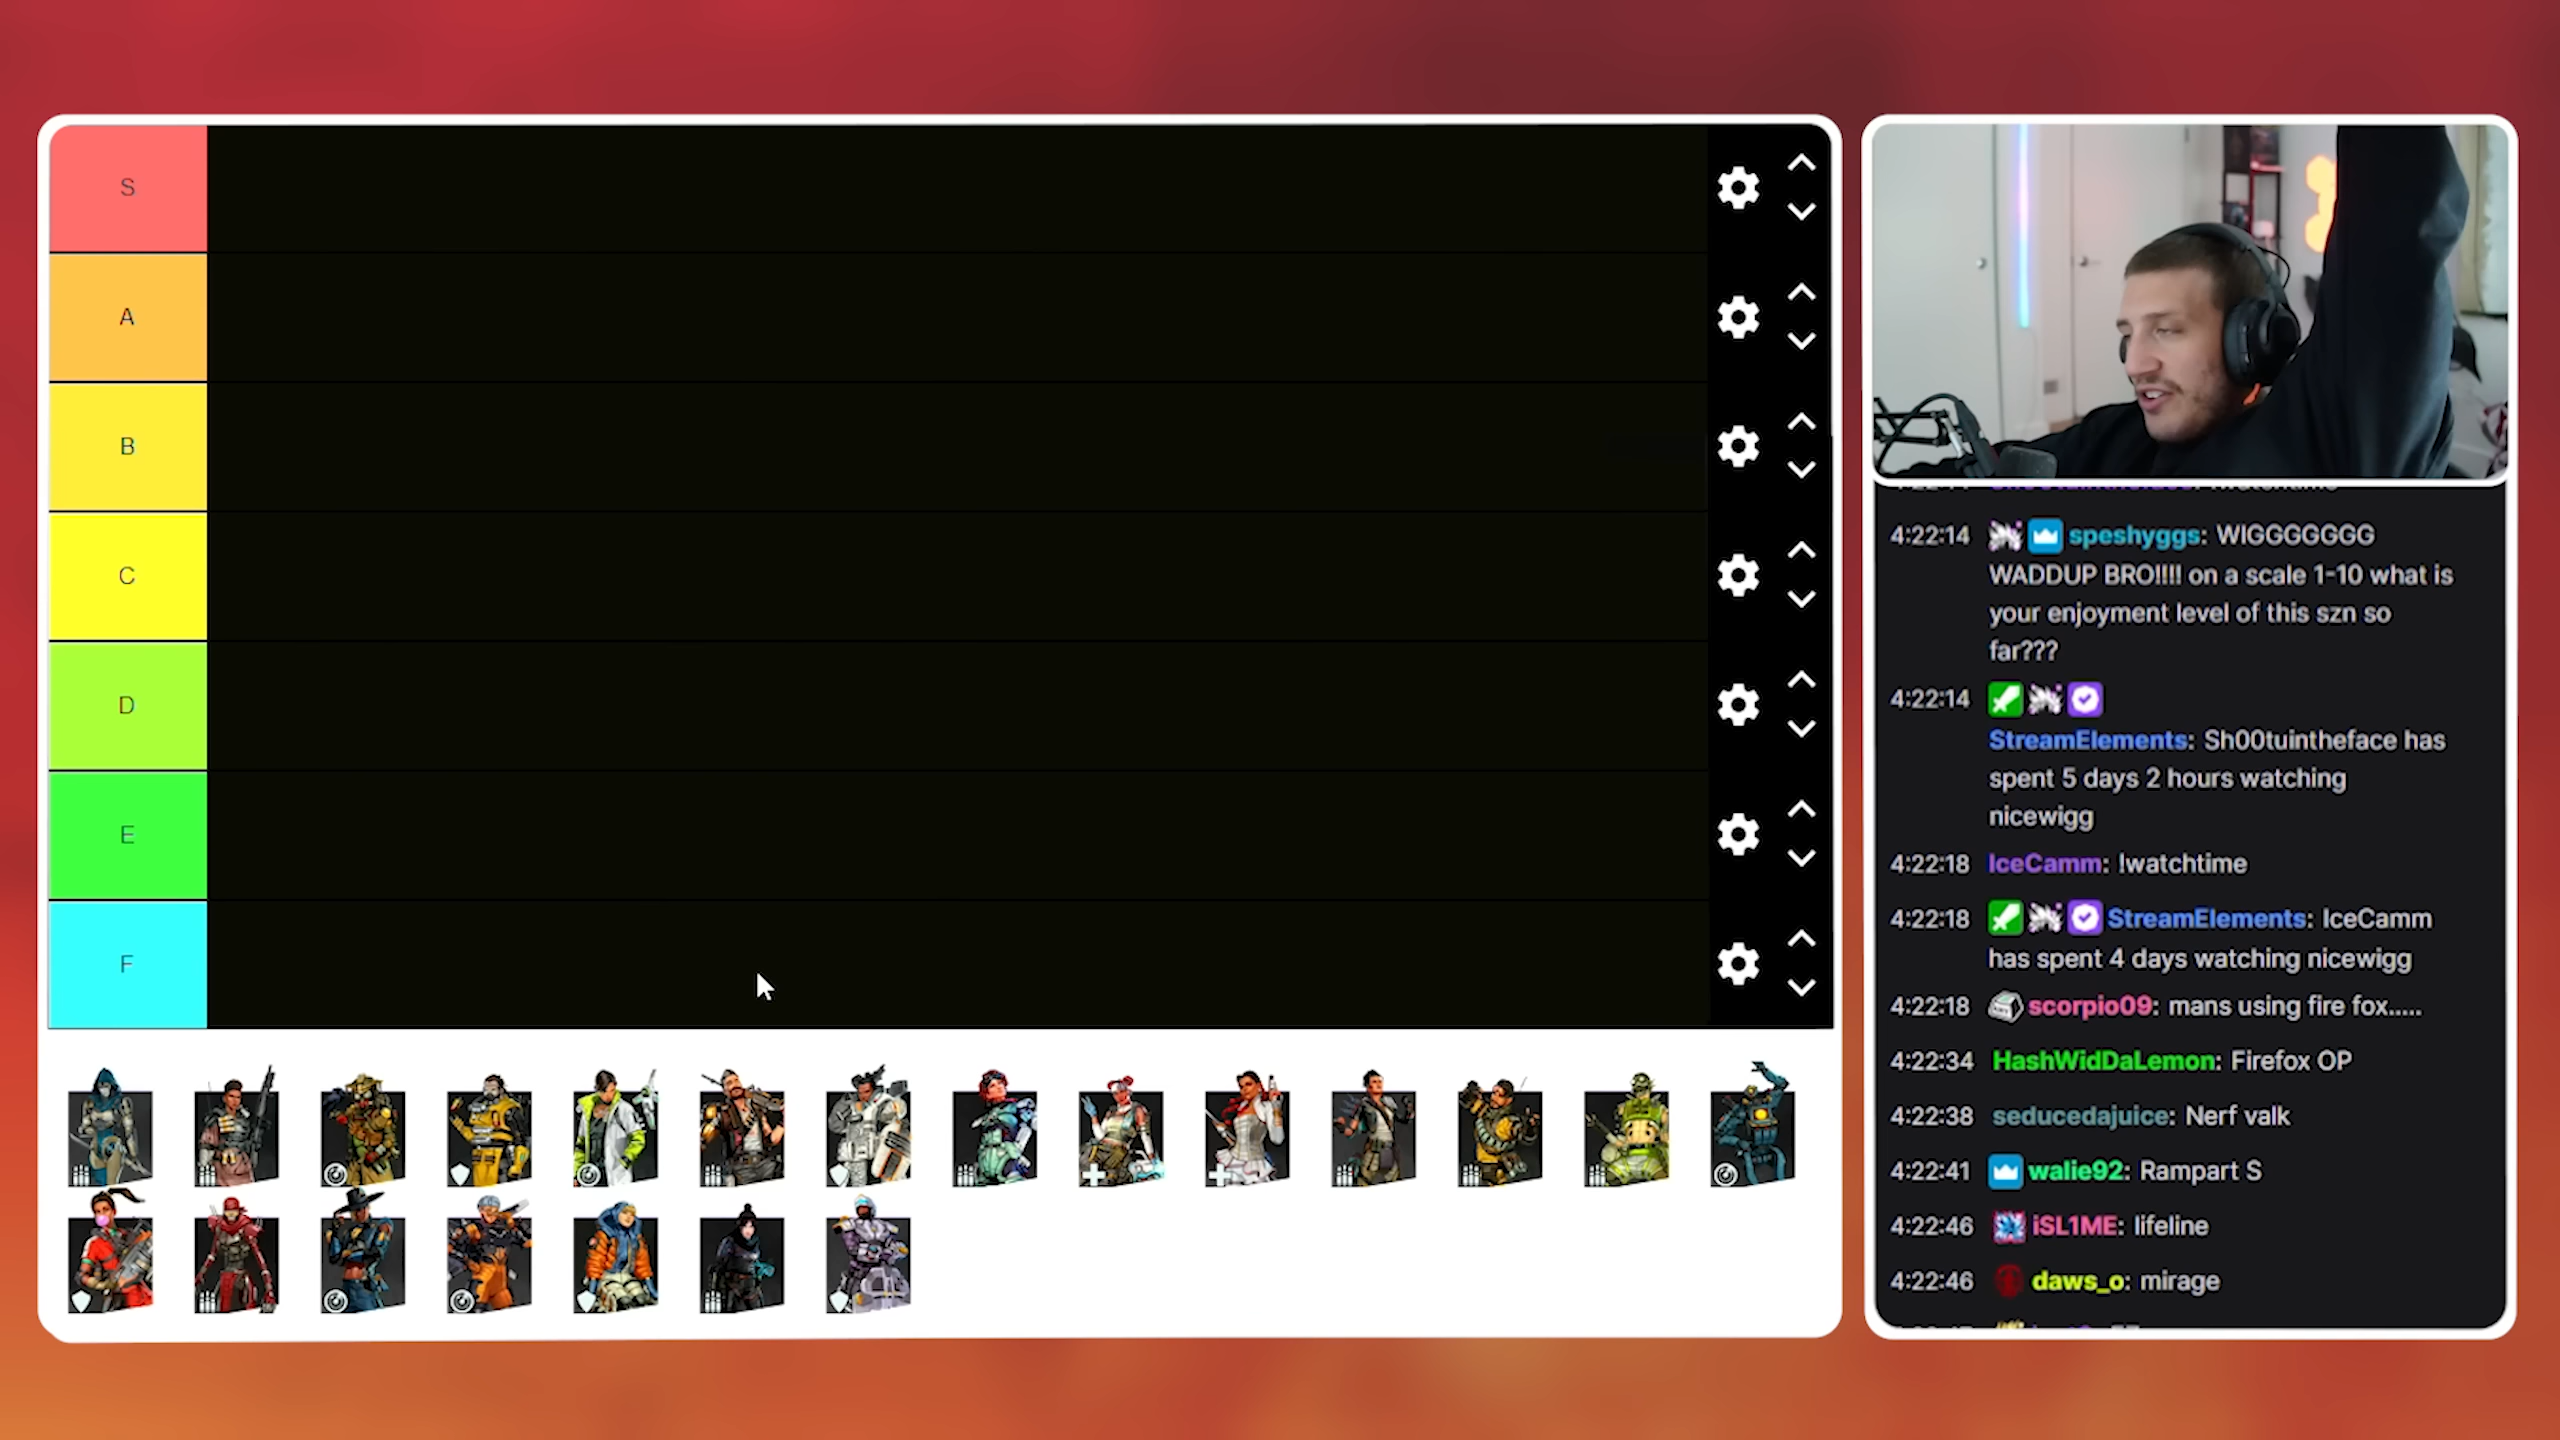 S
A
B
C
D
E
F
4:22:14 speshyggs: WIGGGGGGG
WADDUP BRO!!!! on a scale 1-10 what is
your enjoyment level of this szn so
far???
4:22:14
StreamElements: Sh00tuintheface has
spent 5 days 2 hours watching
nicewigg
4:22:18 IceCamm: !watchtime
4:22:18 StreamElements: IceCamm
has spent 4 days watching nicewigg
4:22:18 scorpio09: mans using fire fox.....
4:22:34 HashWidDaLemon: Firefox OP
4:22:38 seducedajuice: Nerf valk
4:22:41 walie92: Rampart S
4:22:46 iSL1ME: lifeline
4:22:46 daws_o: mirage